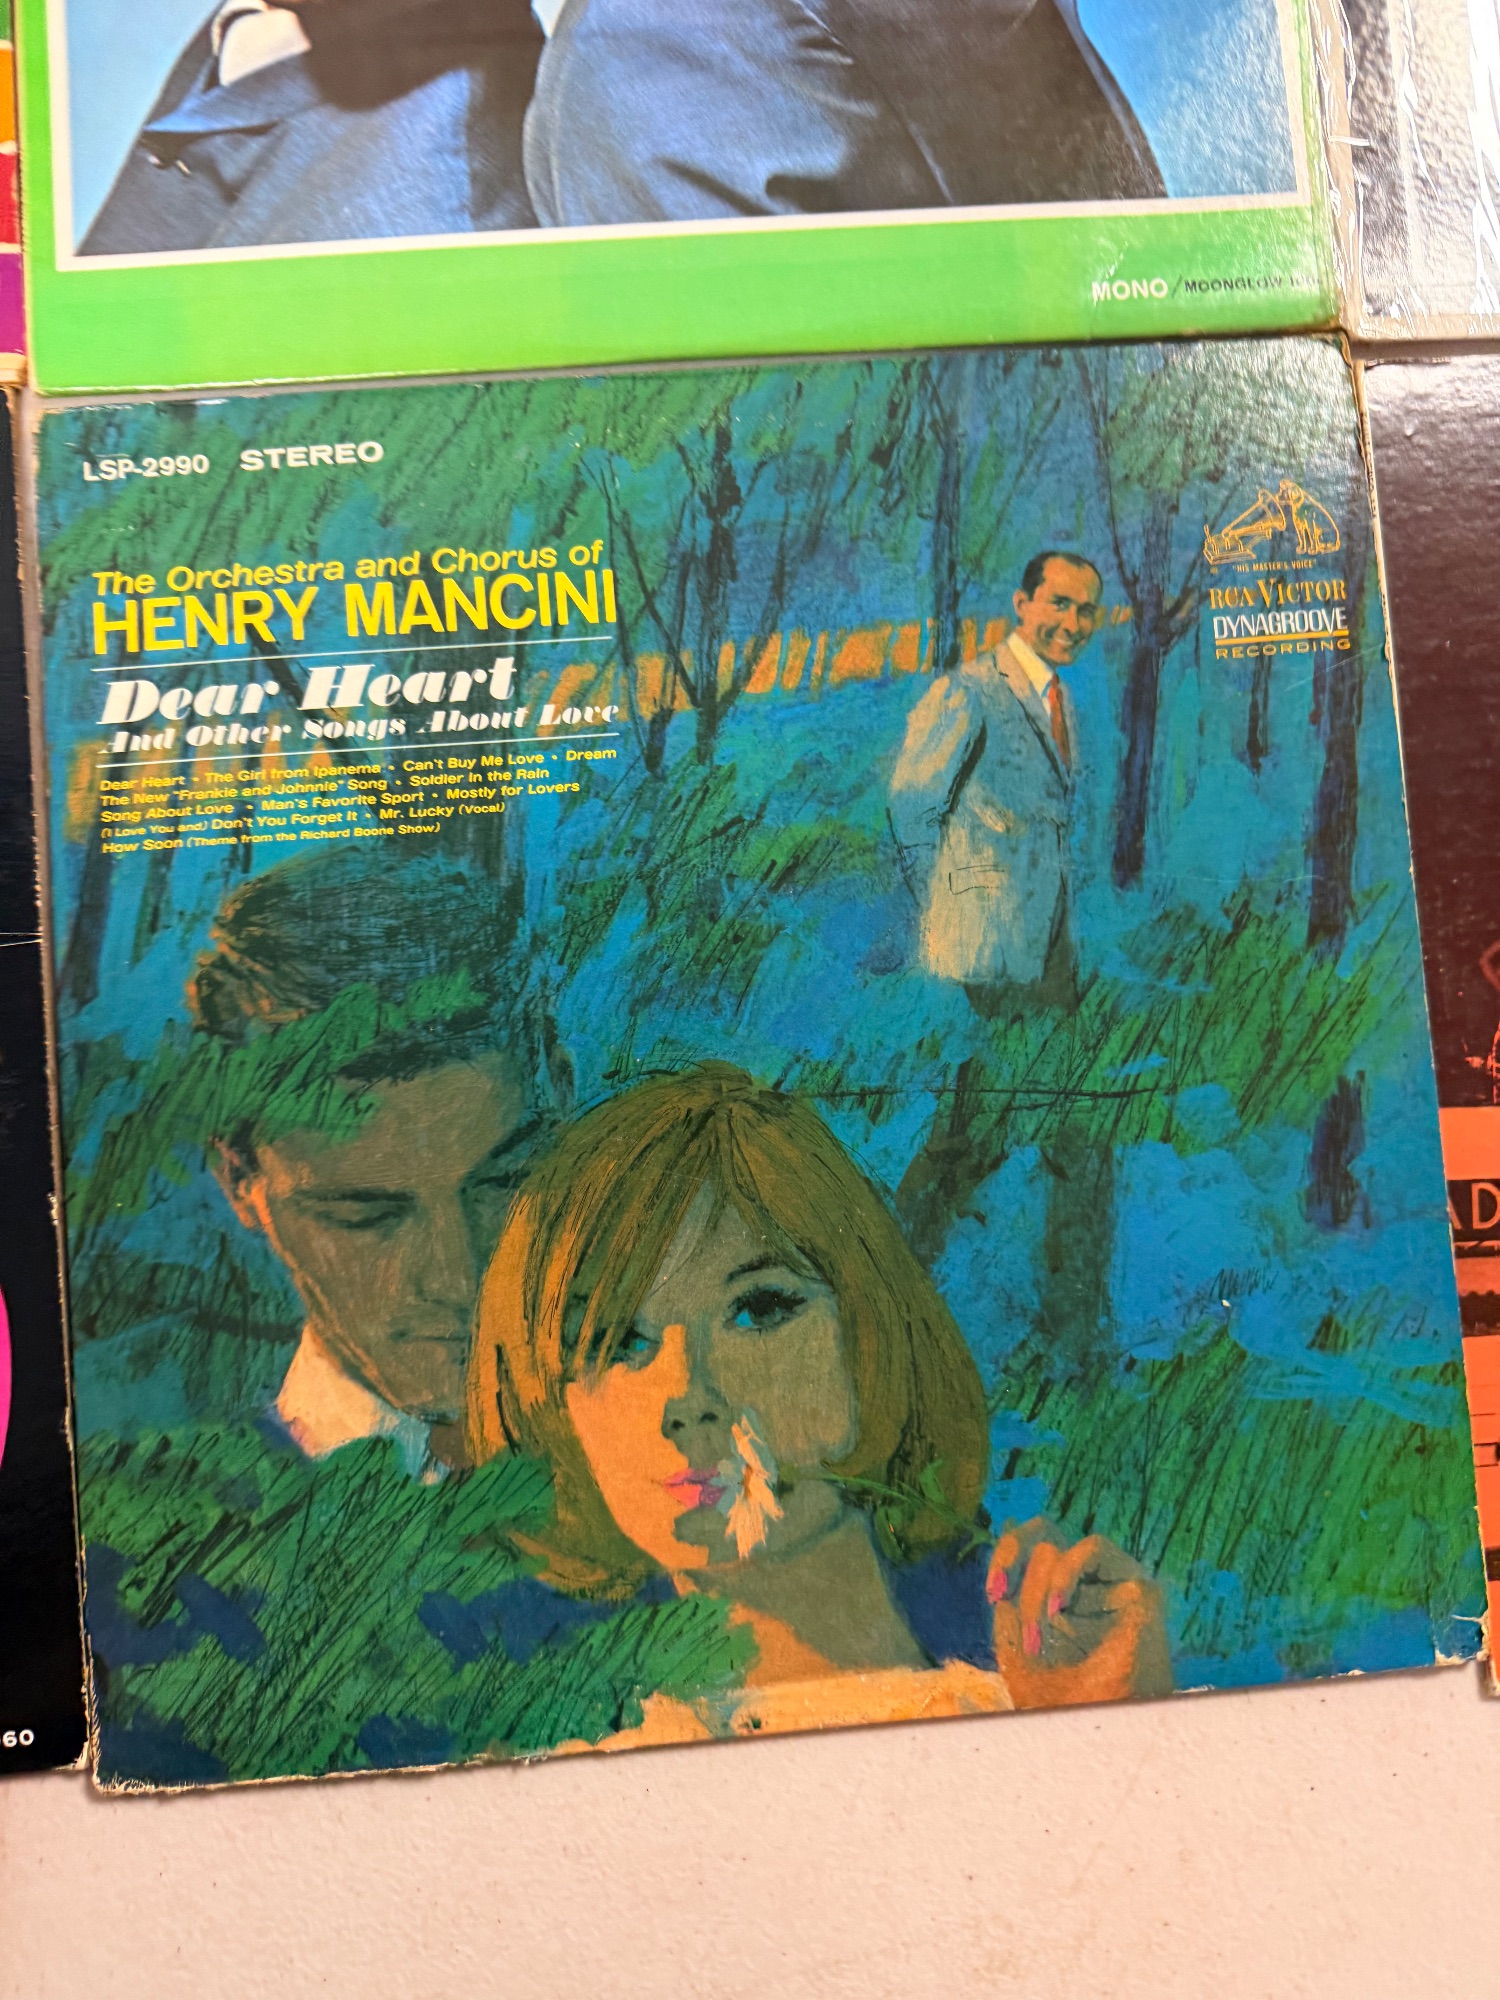 MONO / MOONGLOW
LSP-2990 STEREO
The Orchestra and Chorus of
HENRY MANCINI
Dear Heart
And Other Songs About Love
Dear Heart • The Girl from Ipanema • Can't Buy Me Love • Dream
The New "Frankie and Johnnie" Song • Soldier in the Rain
Song About Love • Man's Favorite Sport • Mostly for Lovers
(I Love You and) Don't You Forget It • Mr. Lucky (Vocal)
How Soon (Theme from the Richard Boone Show)
"HIS MASTER'S VOICE"
RCA VICTOR
DYNAGROOVE
RECORDING
AD
60